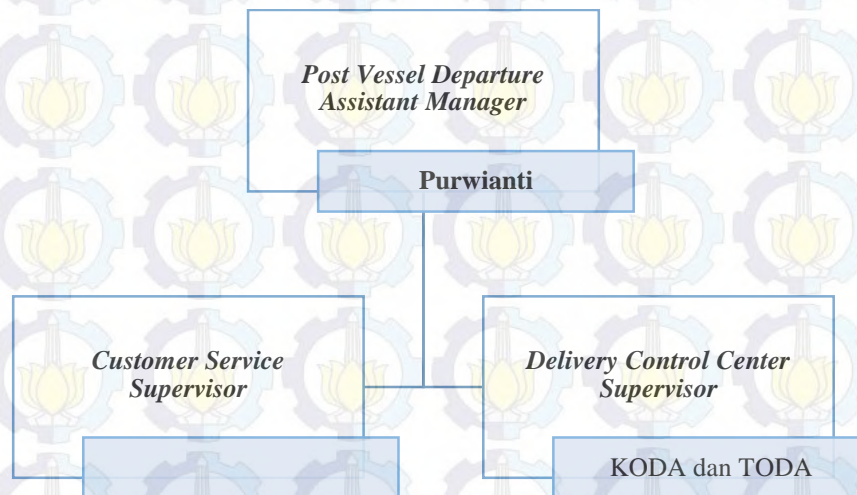 Post Vessel Departure
Assistant Manager
Purwianti
Customer Service
Supervisor
Delivery Control Center
Supervisor
KODA dan TODA